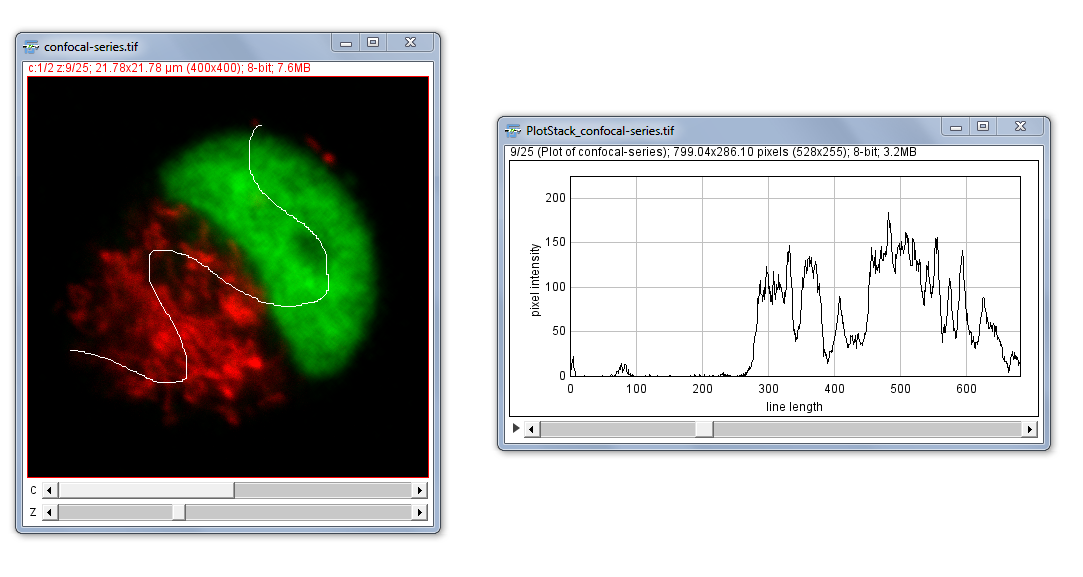 confocal-series.tif
c:1/2 z:9/25; 21.78x21.78 µm (400x400); 8-bit; 7.6MB
C
Z
PlotStack_confocal-series.tif
9/25 (Plot of confocal-series); 799.04x286.10 pixels (528x255); 8-bit; 3.2MB
200
150
100
50
0
pixel intensity
0 100 200 300 400 500 600
line length